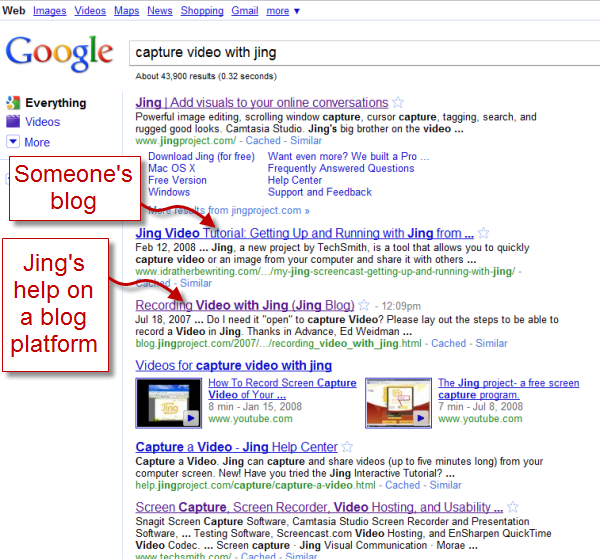 Web Images Videos Maps News Shopping Gmail more ▼
Google
capture video with jing
About 43,900 results (0.32 seconds)
Everything
Videos
More
Jing | Add visuals to your online conversations
Powerful image editing, scrolling window capture, cursor capture, tagging, search, and
rugged good looks. Camtasia Studio. Jing's big brother on the video ...
www.jingproject.com/ - Cached - Similar
Download Jing (for free) Want even more? We built a Pro ...
Mac OS X Frequently Answered Questions
Free Version Help Center
Windows Support and Feedback
More results from jingproject.com »
Someone's
blog
Jing Video Tutorial: Getting Up and Running with Jing from ...
Feb 12, 2008 ... Jing, a new project by TechSmith, is a tool that allows you to quickly
capture video or an image from your computer and share it with others ...
www.idratherbewriting.com/.../my-jing-screencast-getting-up-and-running-with-jing/ -
Cached - Similar
Jing's
help on
a blog
platform
Recording Video with Jing (Jing Blog) - 12:09pm
Jul 18, 2007 ... Do I need it "open" to capture Video? Please lay out the steps to be able to
record a Video in Jing. Thanks in Advance, Ed Weidman ...
blog.jingproject.com/2007/.../recording_video_with_jing.html - Cached - Similar
Videos for capture video with jing
How To Record Screen Capture
Video of Your ...
8 min - Jan 15, 2008
www.youtube.com
The Jing project- a free screen
capture program.
7 min - Jul 8, 2008
www.youtube.com
Capture a Video - Jing Help Center
Capture a Video. Jing can capture and share videos (up to five minutes long) from your
computer screen. New! Have you tried the Jing Interactive Tutorial? ...
help.jingproject.com/capture/capture-a-video.html - Cached - Similar
Screen Capture, Screen Recorder, Video Hosting, and Usability ...
Snagit Screen Capture Software, Camtasia Studio Screen Recorder and Presentation
Software, ... Testing Software, Screencast.com Video Hosting, and EnSharpen QuickTime
Video Codec. ... Screen capture · Jing Visual Communication · Morae ...
www.techsmith.com/ - Cached - Similar